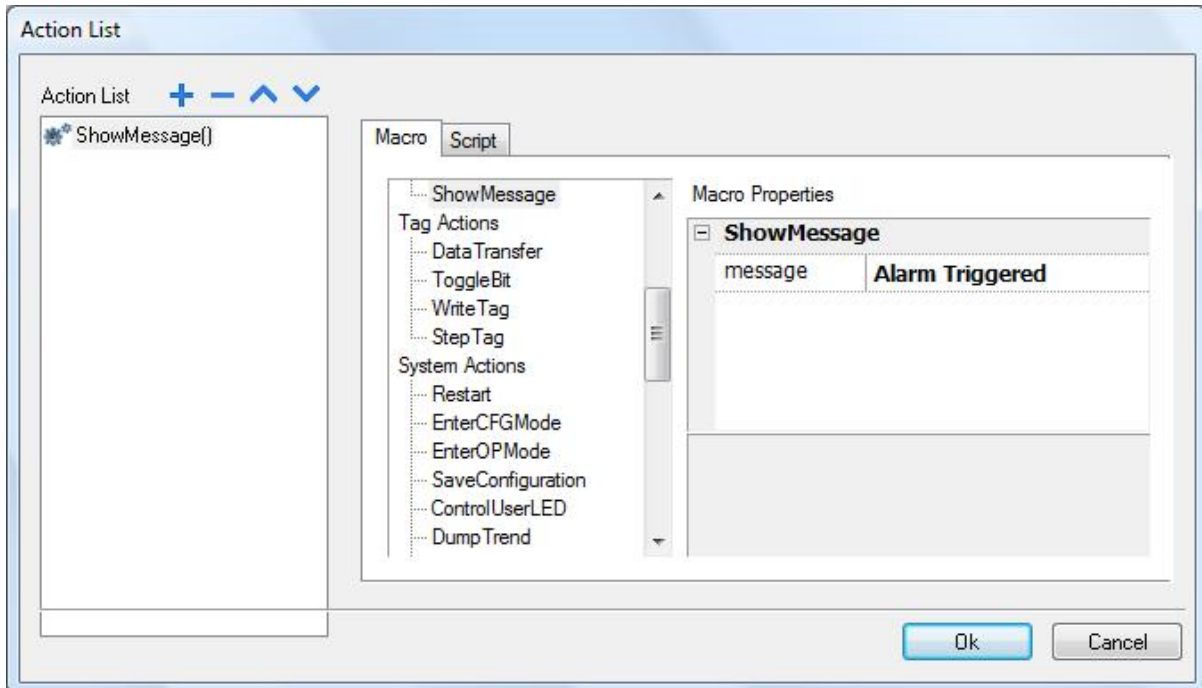 Action List
Action List
ShowMessage()
Macro Script
ShowMessage
Tag Actions
DataTransfer
ToggleBit
WriteTag
StepTag
System Actions
Restart
EnterCFGMode
EnterOPMode
SaveConfiguration
ControlUserLED
DumpTrend
Macro Properties
ShowMessage
message Alarm Triggered
Ok Cancel